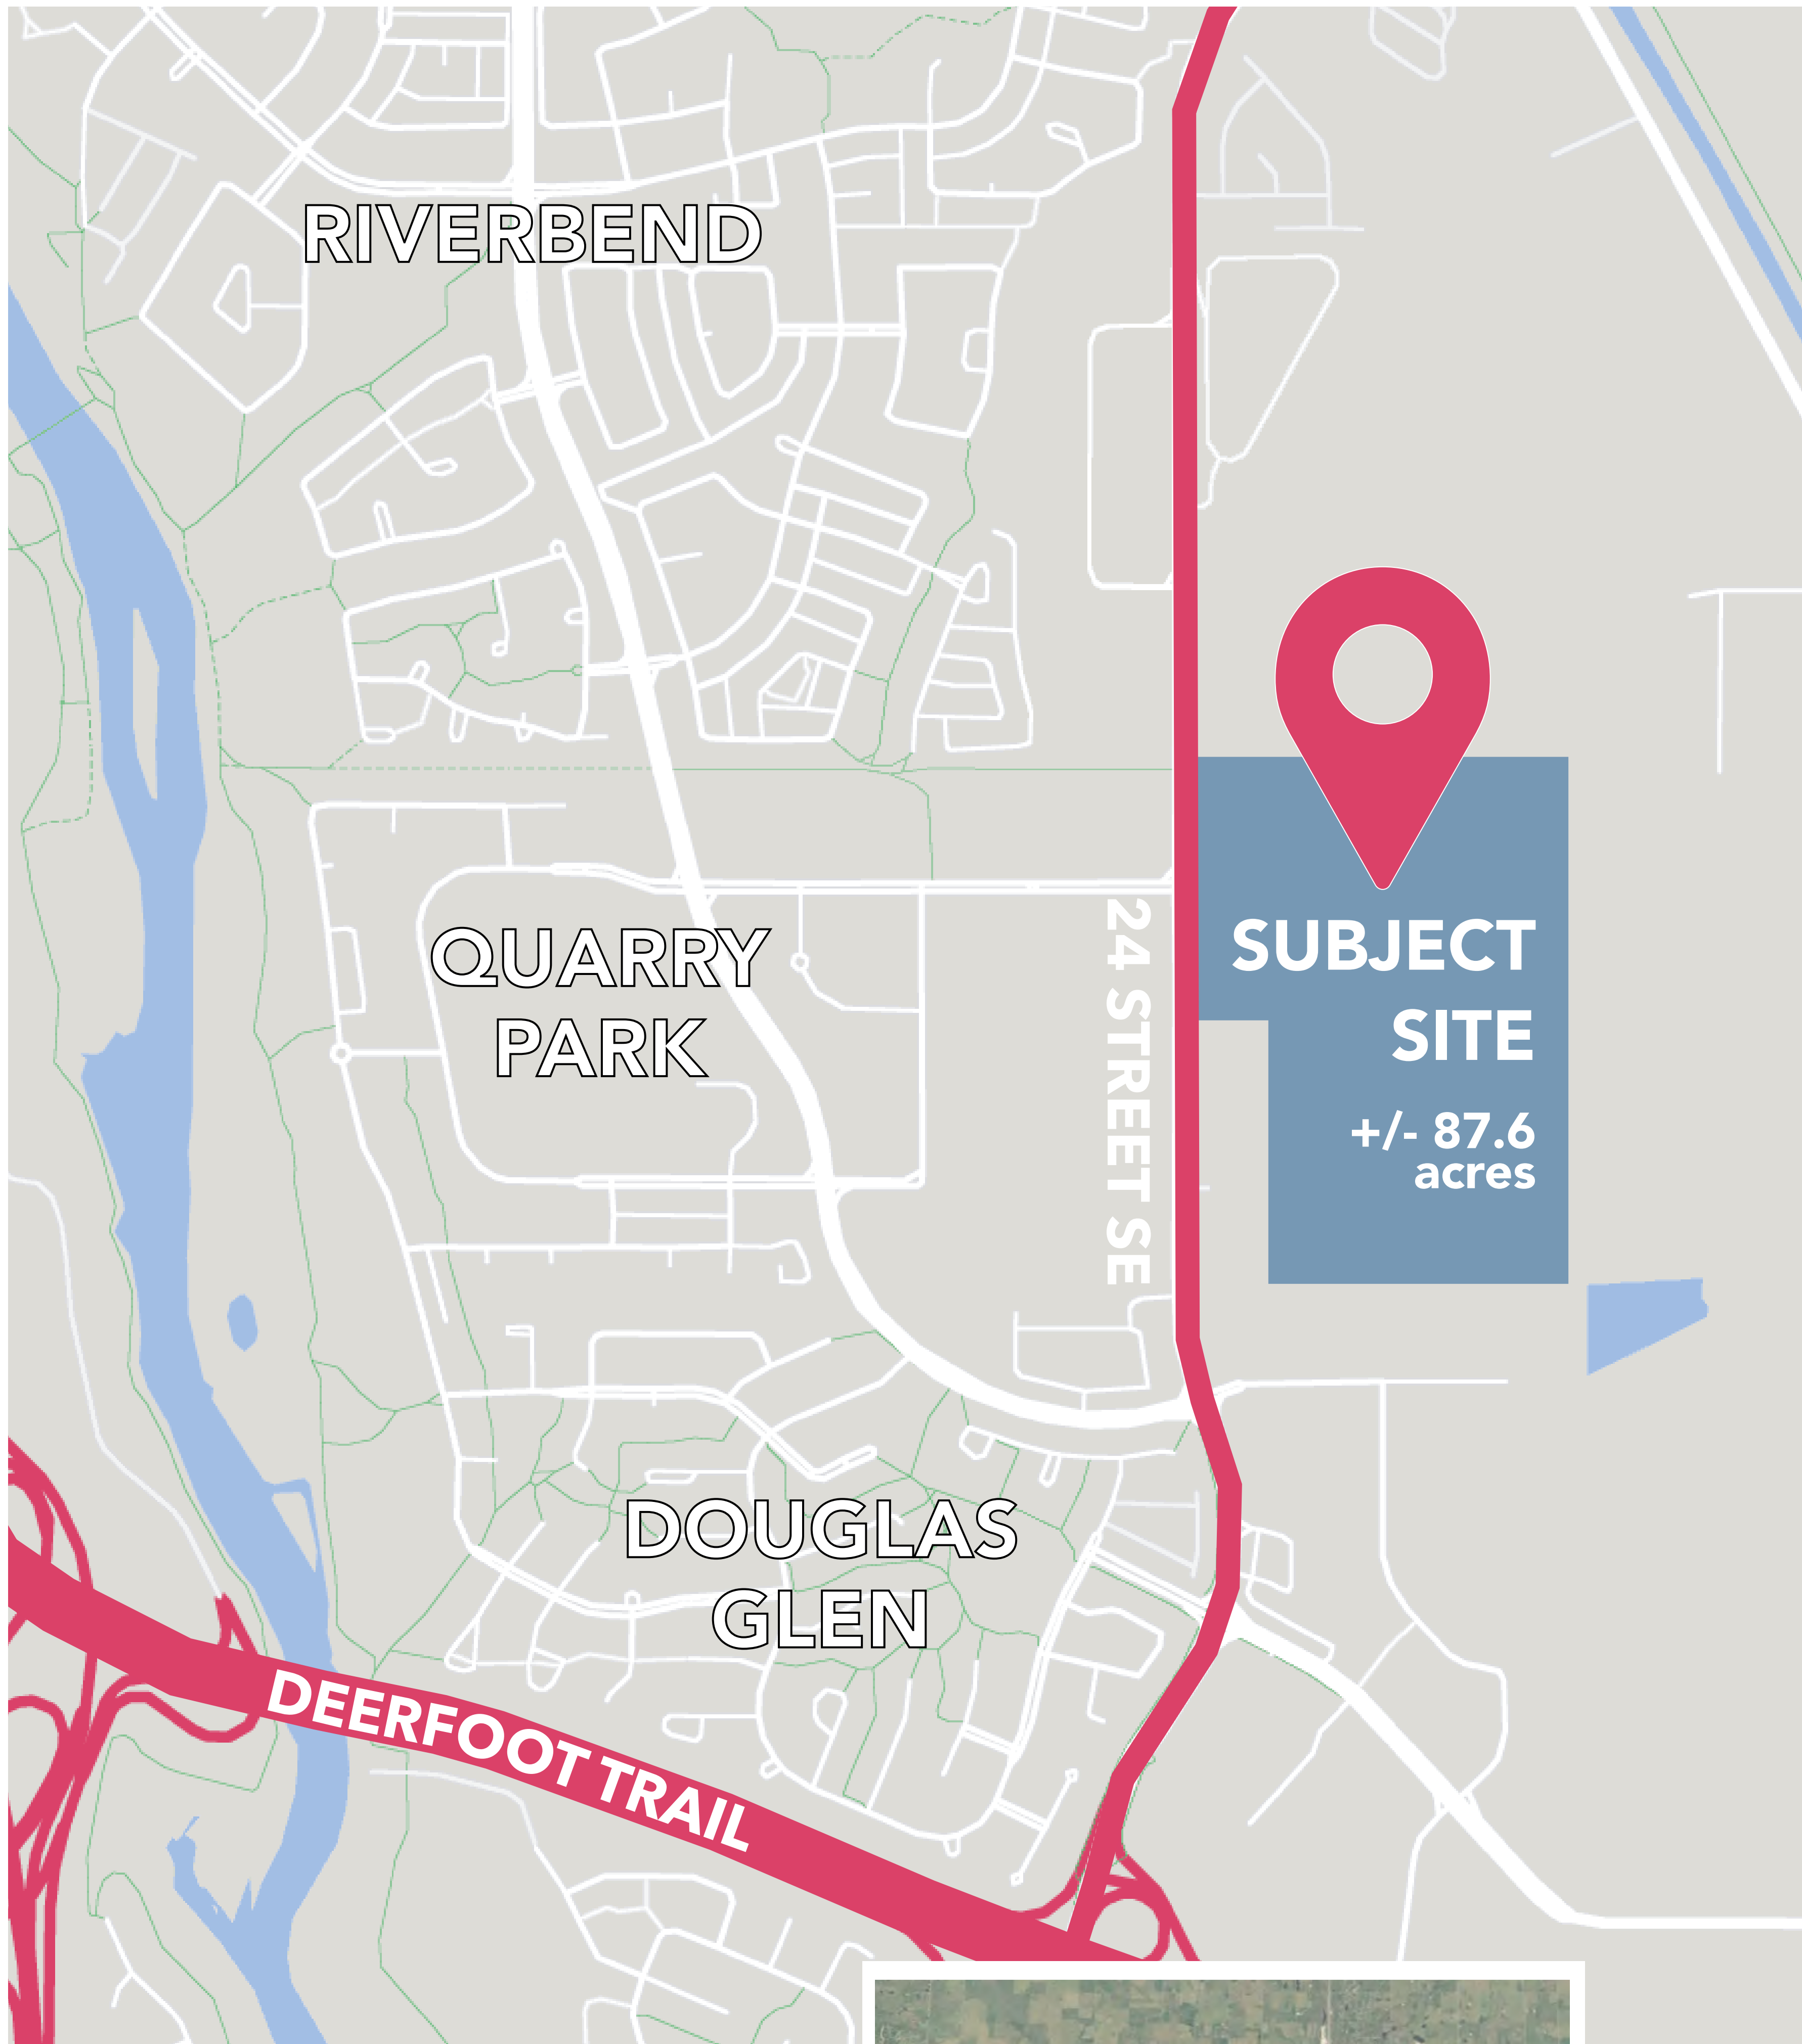 RIVERBEND
QUARRY
PARK
24 STREET SE
SUBJECT
SITE
+/- 87.6
acres
DOUGLAS
GLEN
DEERFOOT TRAIL